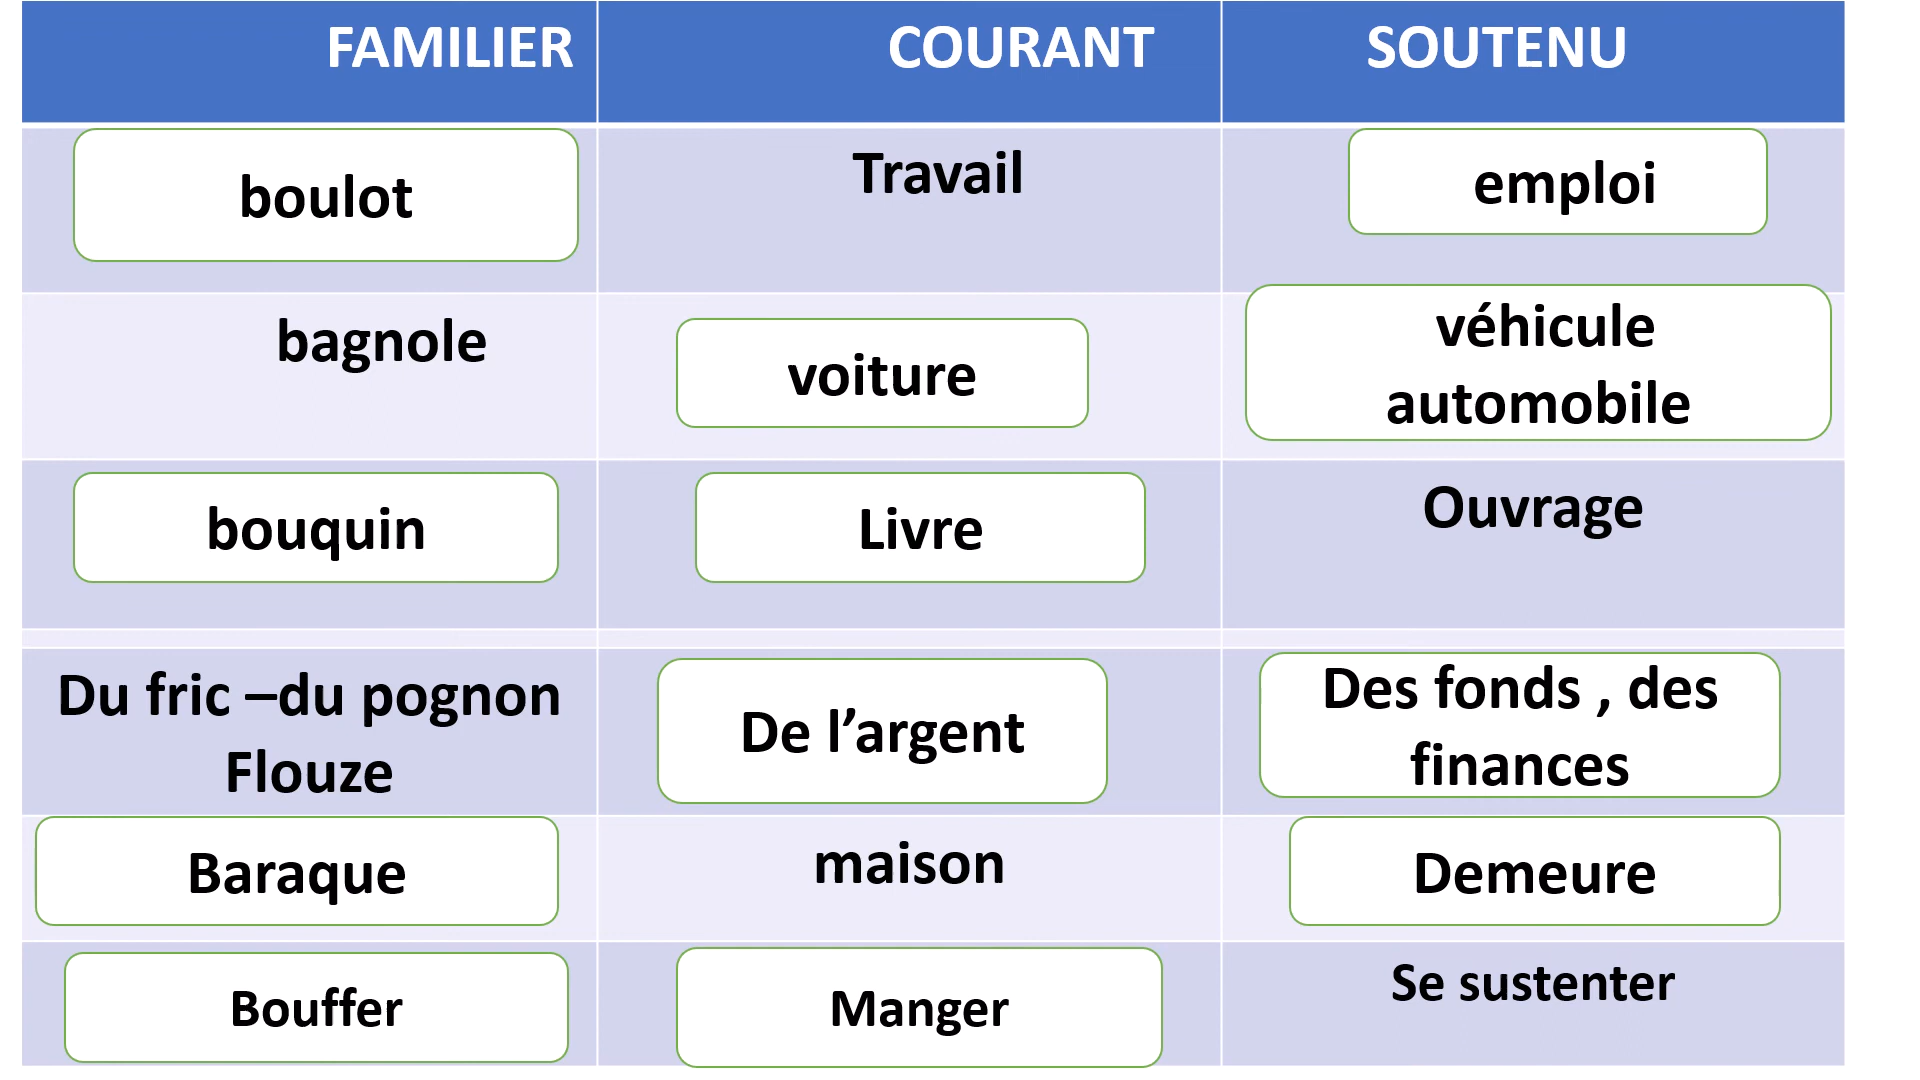 FAMILIER COURANT SOUTENU
boulot Travail emploi
bagnole voiture véhicule
automobile
bouquin Livre Ouvrage
Du fric –du pognon De l’argent Des fonds , des
Flouze finances
Baraque maison Demeure
Bouffer Manger Se sustenter